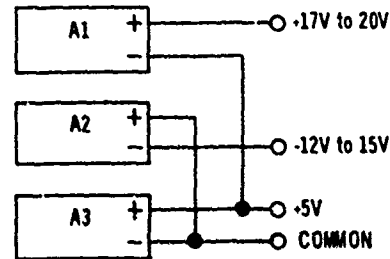 A1 + +17V to 20V
−
A2 +
− -12V to 15V
A3 + +5V
− COMMON